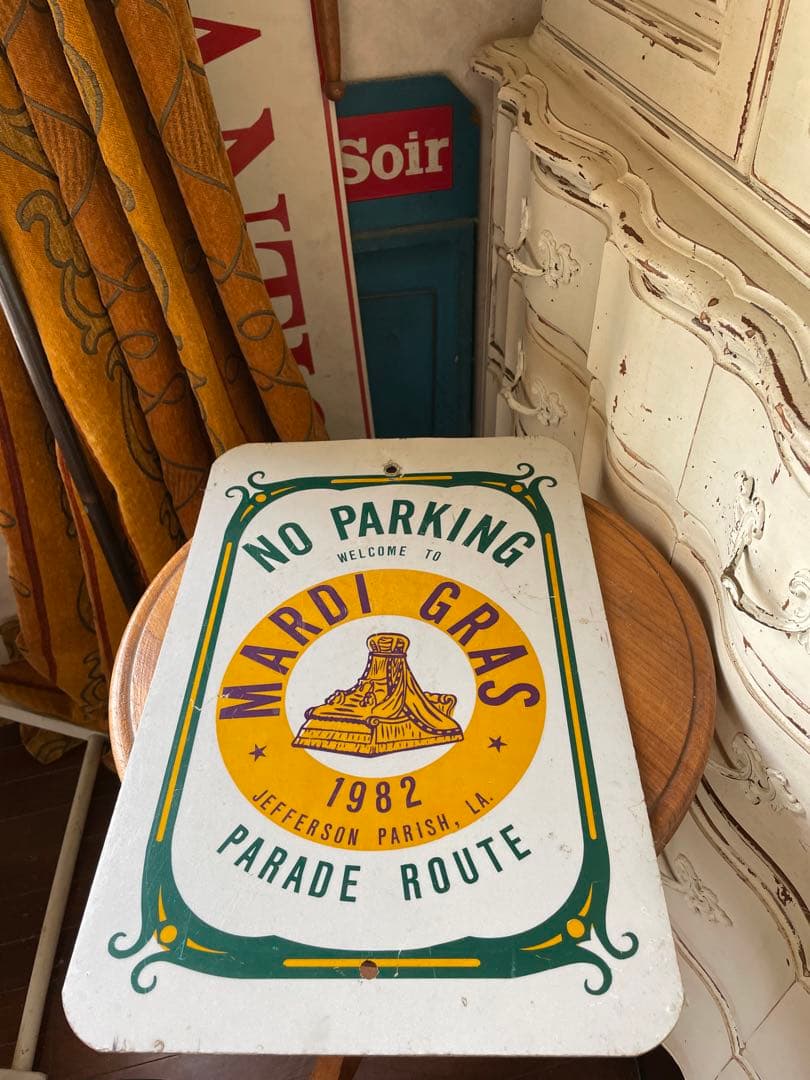 Soir
NO PARKING
WELCOME TO
MARDI GRAS
1982
JEFFERSON PARISH, LA.
PARADE ROUTE